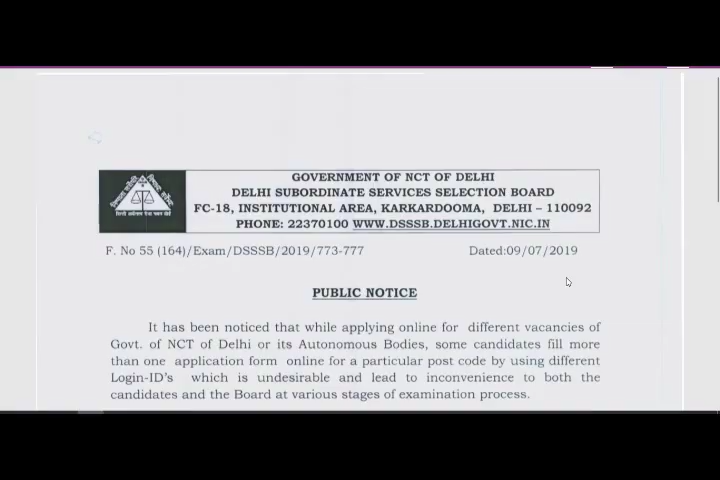 GOVERNMENT OF NCT OF DELHI
DELHI SUBORDINATE SERVICES SELECTION BOARD
FC-18, INSTITUTIONAL AREA, KARKARDOOMA, DELHI – 110092
PHONE: 22370100 WWW.DSSSB.DELHIGOVT.NIC.IN
F. No 55 (164)/Exam/DSSSB/2019/773-777 Dated:09/07/2019
PUBLIC NOTICE
It has been noticed that while applying online for different vacancies of
Govt. of NCT of Delhi or its Autonomous Bodies, some candidates fill more
than one application form online for a particular post code by using different
Login-ID's which is undesirable and lead to inconvenience to both the
candidates and the Board at various stages of examination process.